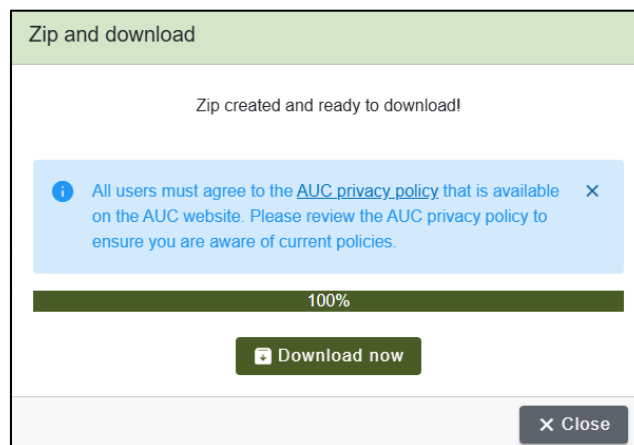 Zip and download
Zip created and ready to download!
All users must agree to the AUC privacy policy that is available
on the AUC website. Please review the AUC privacy policy to
ensure you are aware of current policies.
100%
Download now
Close